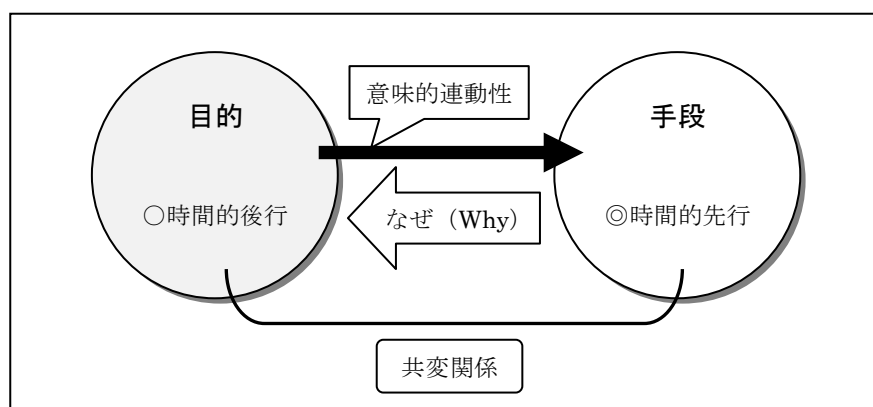 意味的連動性
目的
手段
○時間的後行
なぜ（Why）
◎時間的先行
共変関係